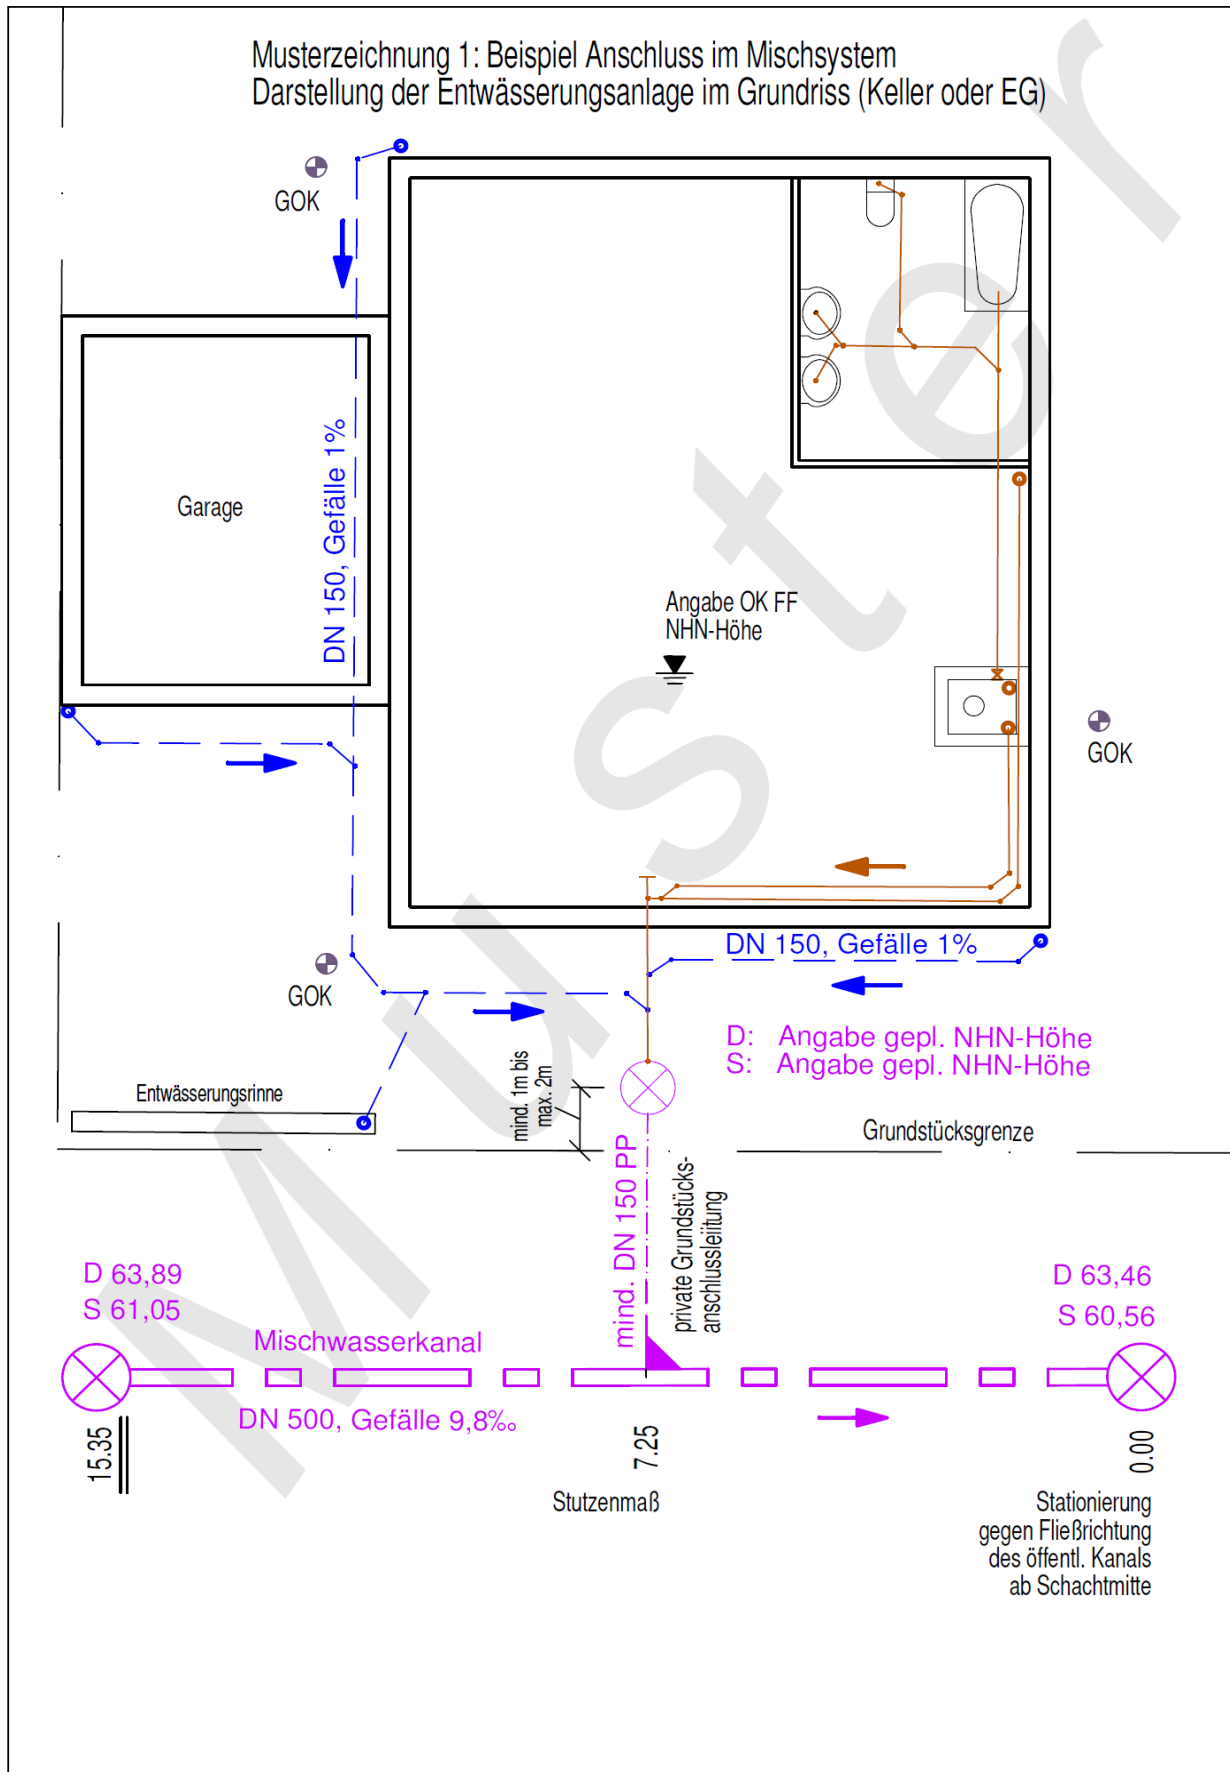 Musterzeichnung 1: Beispiel Anschluss im Mischsystem
Darstellung der Entwässerungsanlage im Grundriss (Keller oder EG)
GOK
Garage
DN 150, Gefälle 1%
Angabe OK FF
NHN-Höhe
GOK
DN 150, Gefälle 1%
GOK
D: Angabe gepl. NHN-Höhe
S: Angabe gepl. NHN-Höhe
Entwässerungsrinne
mind. 1m bis
max. 2m
Grundstücksgrenze
mind. DN 150 PP
private Grundstücks-
anschlussleiitung
D 63,89
S 61,05
D 63,46
S 60,56
Mischwasserkanal
DN 500, Gefälle 9,8‰
15.35
7.25
0.00
Stutzenmaß
Stationierung
gegen Fließrichtung
des öffentl. Kanals
ab Schachtmitte
Muster